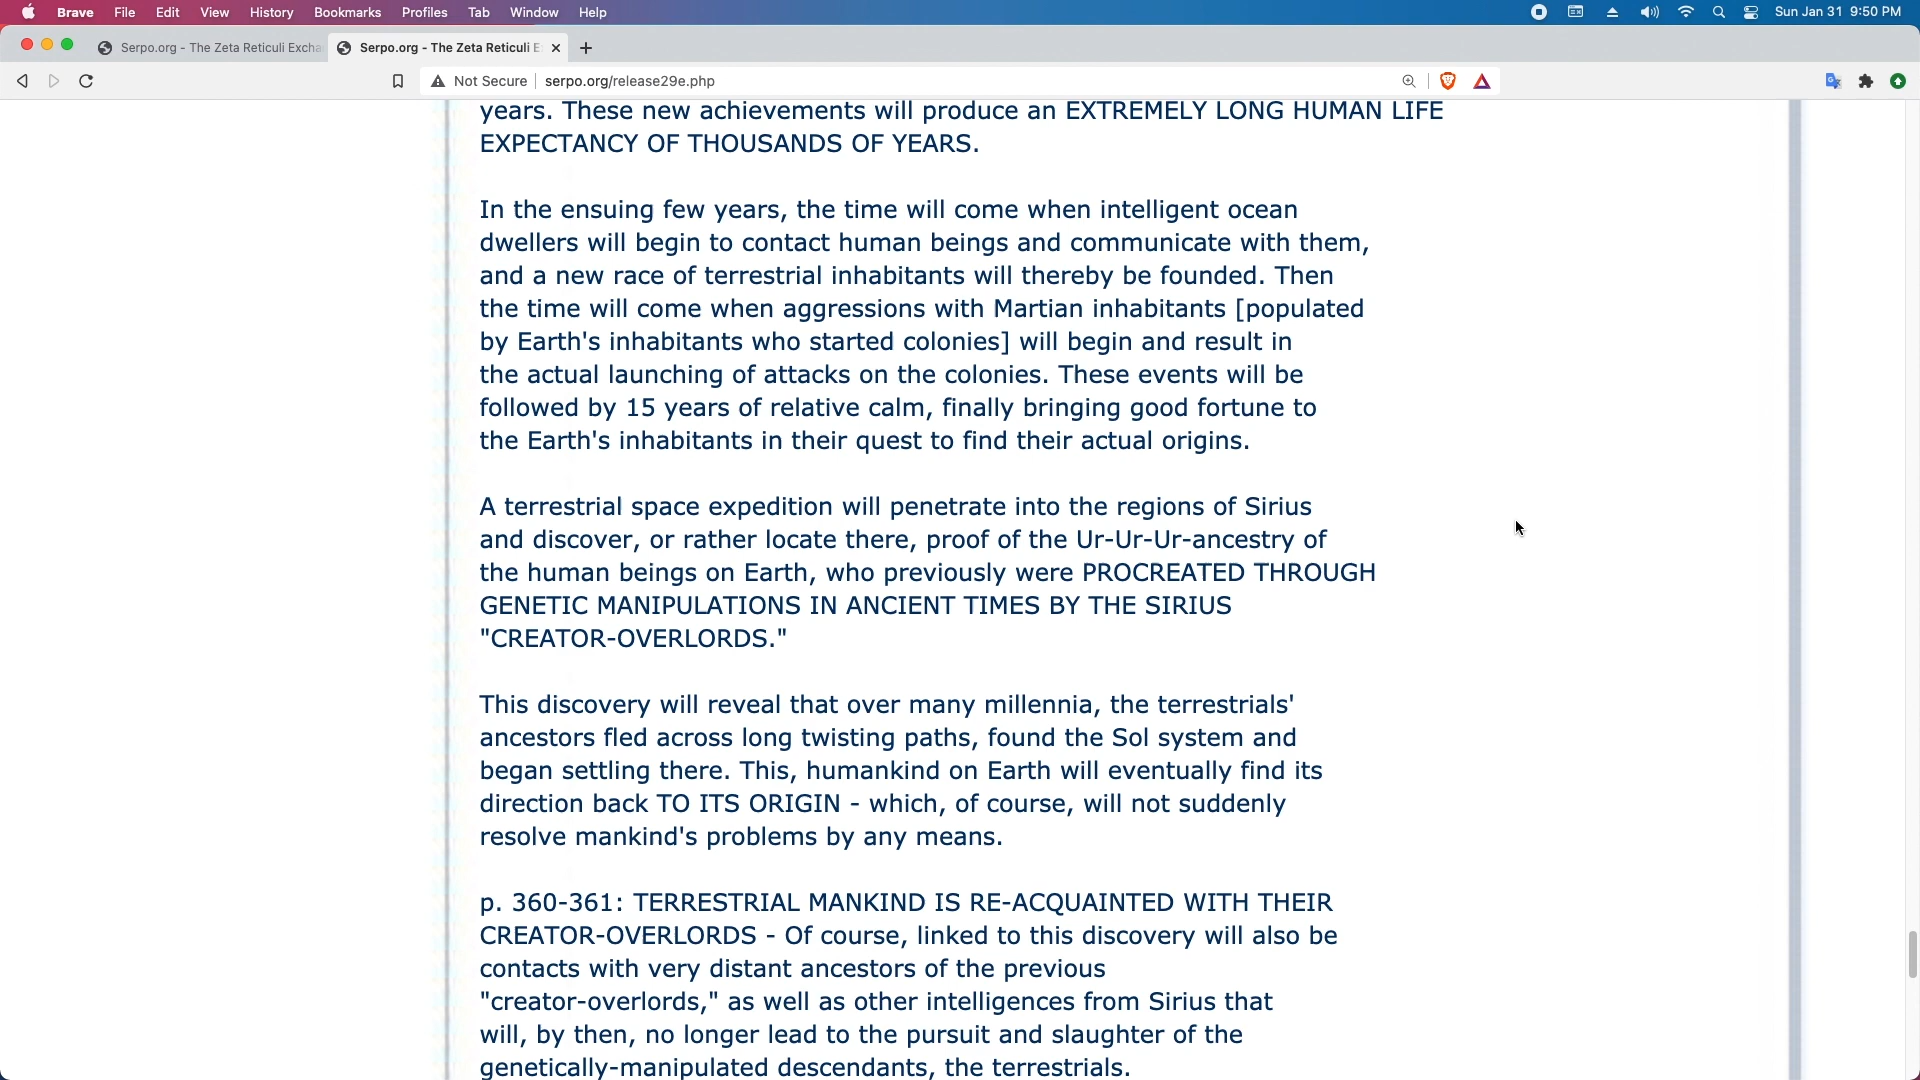 Brave File Edit View History Bookmarks Profiles Tab Window Help Sun Jan 31 9:50 PM
Serpo.org - The Zeta Reticuli Excha Serpo.org - The Zeta Reticuli E
Not Secure serpo.org/release29e.php
years. These new achievements will produce an EXTREMELY LONG HUMAN LIFE
EXPECTANCY OF THOUSANDS OF YEARS.
In the ensuing few years, the time will come when intelligent ocean
dwellers will begin to contact human beings and communicate with them,
and a new race of terrestrial inhabitants will thereby be founded. Then
the time will come when aggressions with Martian inhabitants [populated
by Earth's inhabitants who started colonies] will begin and result in
the actual launching of attacks on the colonies. These events will be
followed by 15 years of relative calm, finally bringing good fortune to
the Earth's inhabitants in their quest to find their actual origins.
A terrestrial space expedition will penetrate into the regions of Sirius
and discover, or rather locate there, proof of the Ur-Ur-Ur-ancestry of
the human beings on Earth, who previously were PROCREATED THROUGH
GENETIC MANIPULATIONS IN ANCIENT TIMES BY THE SIRIUS
"CREATOR-OVERLORDS."
This discovery will reveal that over many millennia, the terrestrials'
ancestors fled across long twisting paths, found the Sol system and
began settling there. This, humankind on Earth will eventually find its
direction back TO ITS ORIGIN - which, of course, will not suddenly
resolve mankind's problems by any means.
p. 360-361: TERRESTRIAL MANKIND IS RE-ACQUAINTED WITH THEIR
CREATOR-OVERLORDS - Of course, linked to this discovery will also be
contacts with very distant ancestors of the previous
"creator-overlords," as well as other intelligences from Sirius that
will, by then, no longer lead to the pursuit and slaughter of the
genetically-manipulated descendants, the terrestrials.